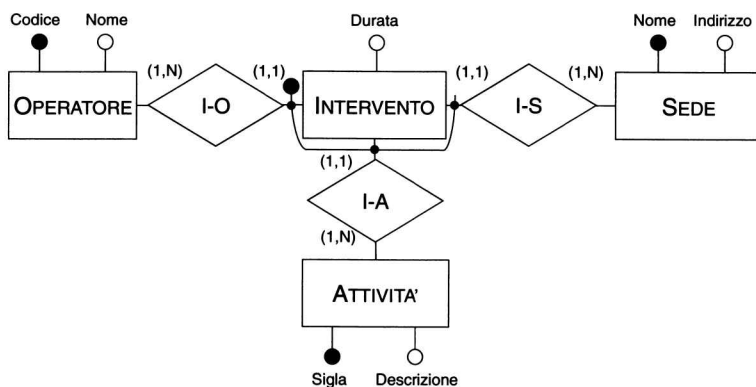 Codice Nome Durata Nome Indirizzo
(1,N) (1,1) (1,1) (1,N)
OPERATORE I-O INTERVENTO I-S SEDE
(1,1)
I-A
(1,N)
ATTIVITA'
Sigla Descrizione